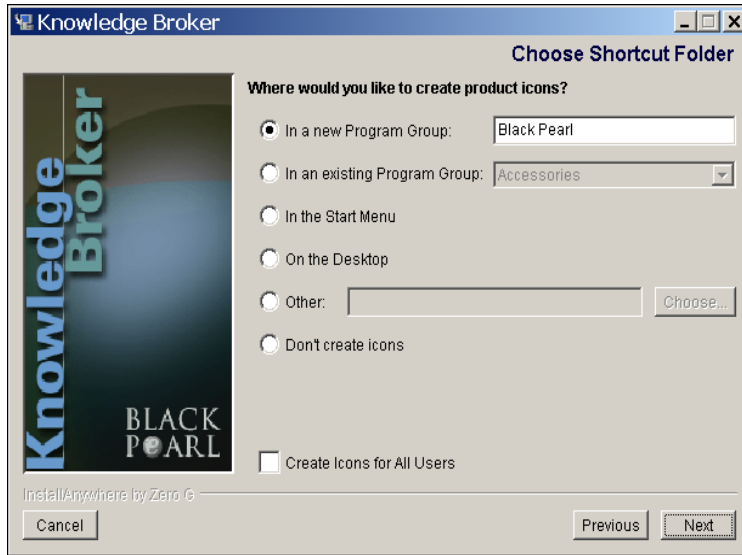 Knowledge Broker
Choose Shortcut Folder
Knowledge
Broker
BLACK
PeARL
Where would you like to create product icons?
In a new Program Group: Black Pearl
In an existing Program Group: Accessories
In the Start Menu
On the Desktop
Other: Choose...
Don't create icons
Create Icons for All Users
InstallAnywhere by Zero G
Cancel Previous Next